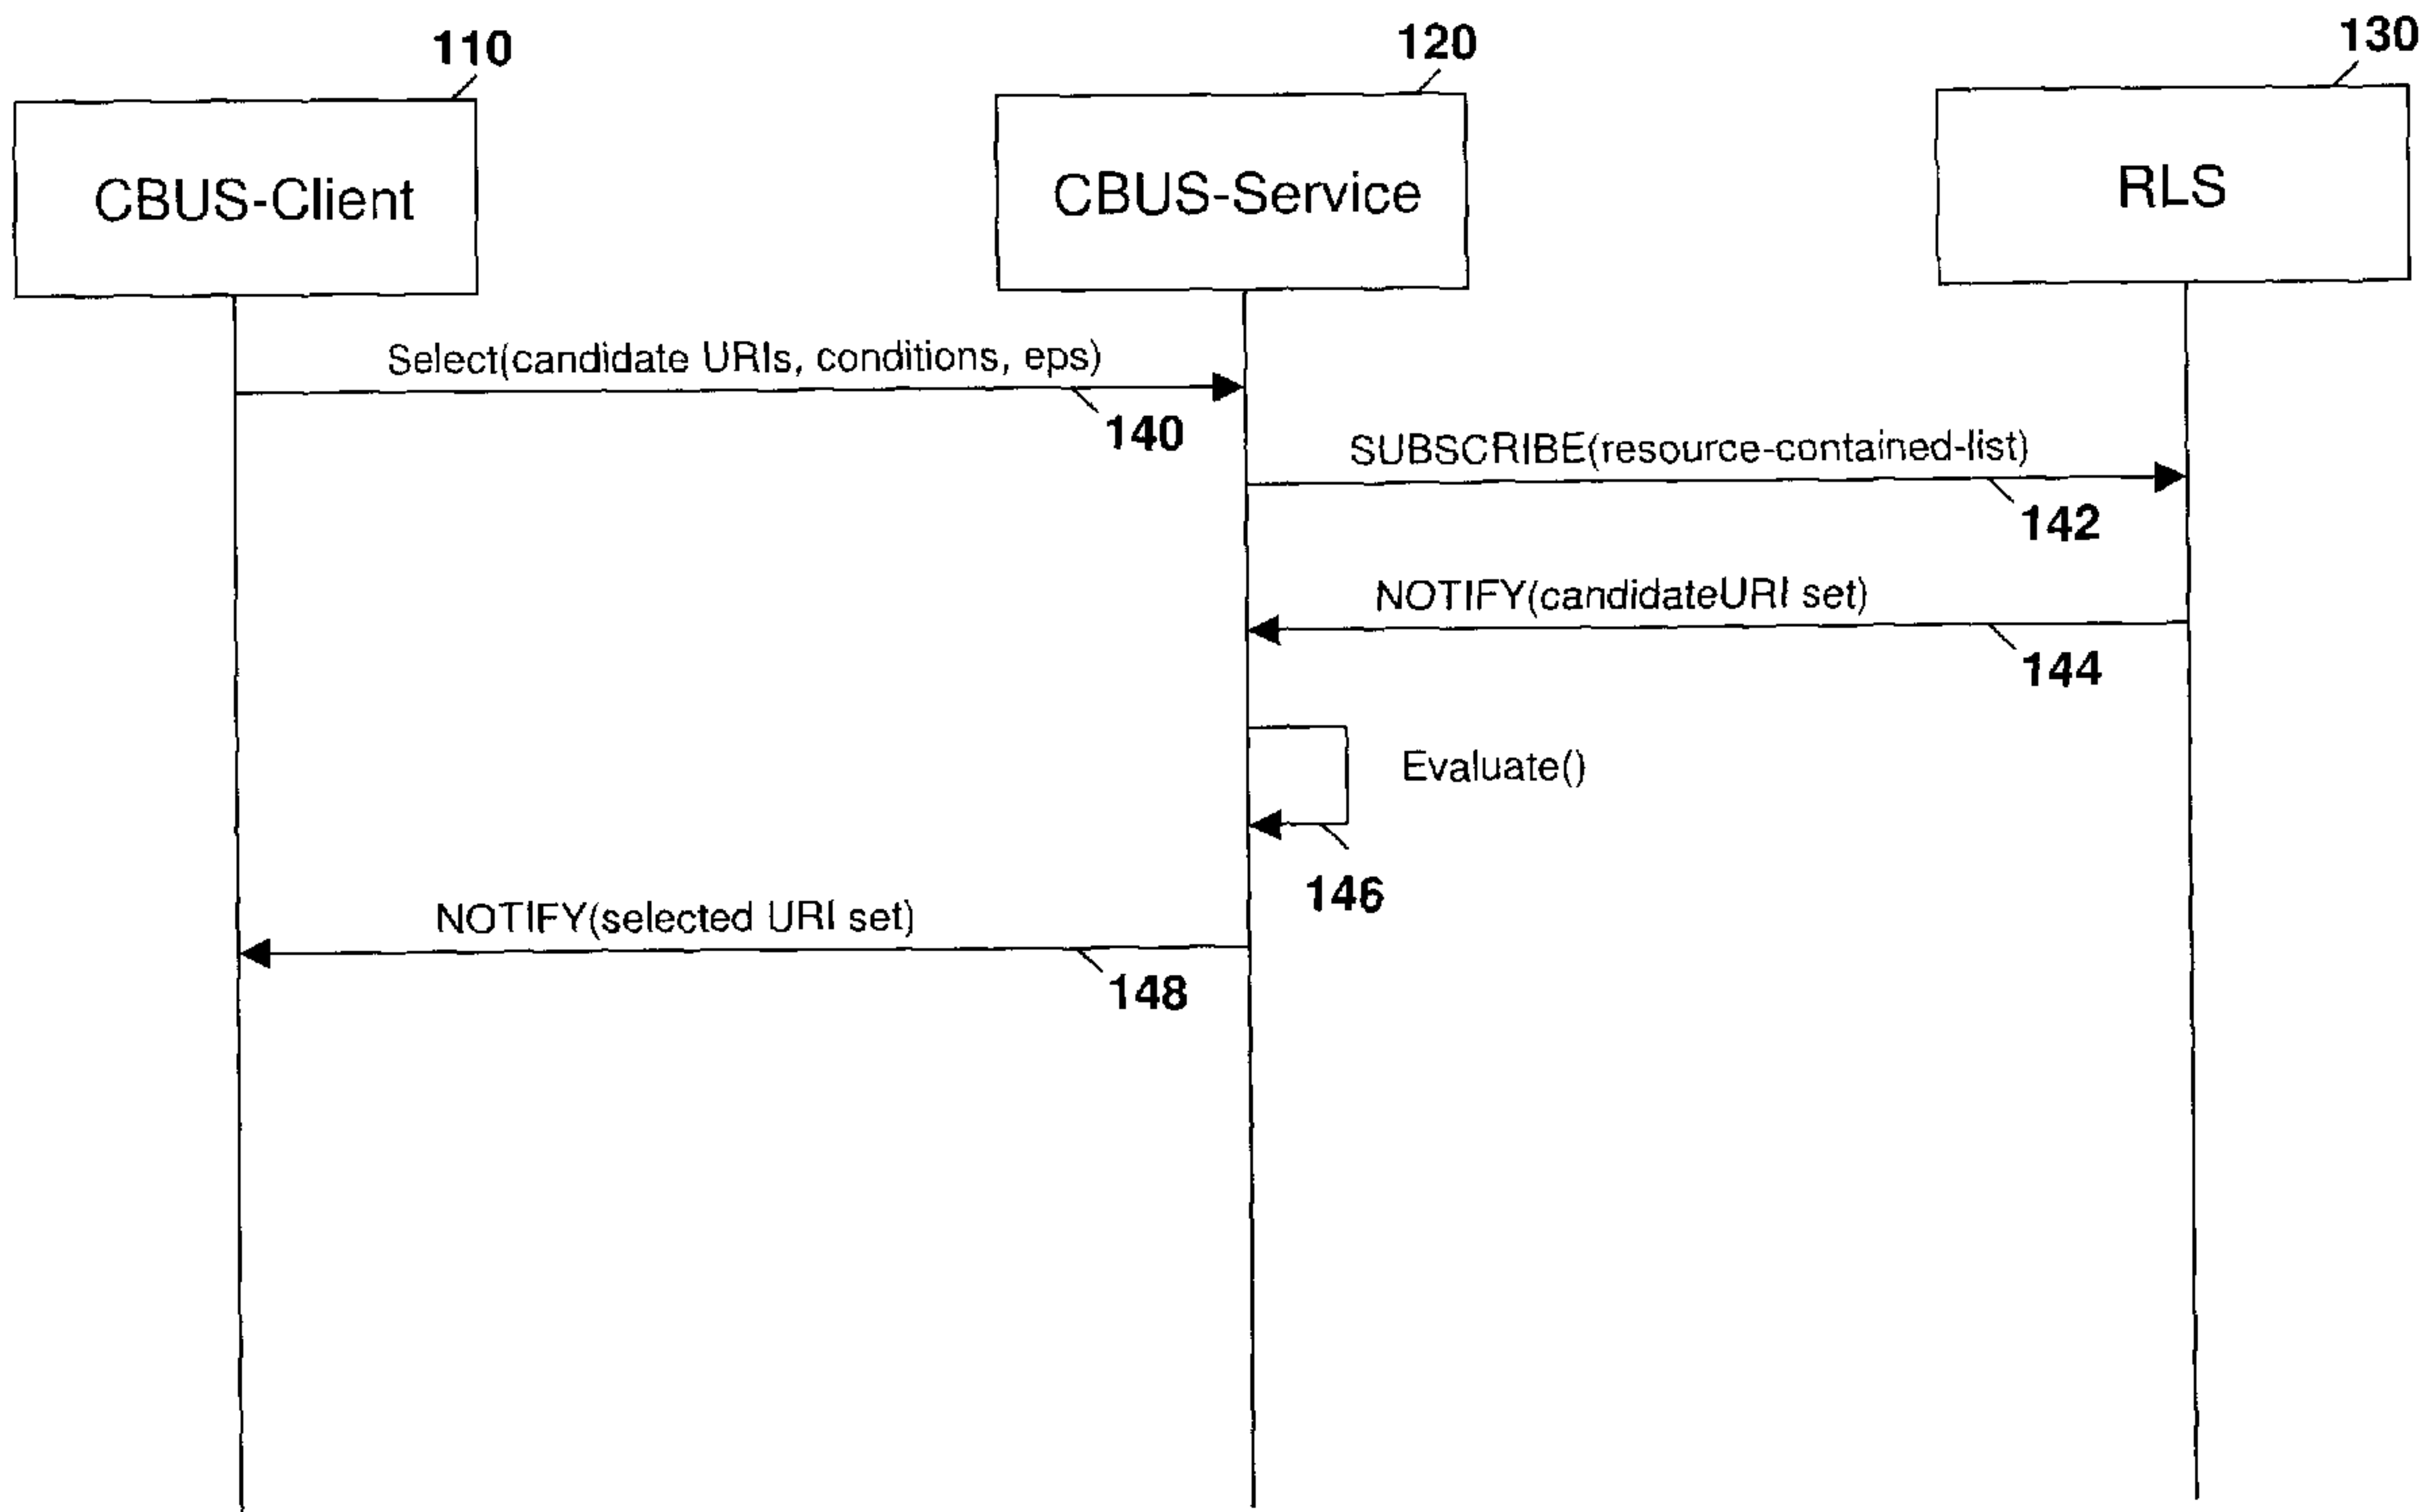 110
120
130
CBUS-Client
CBUS-Service
RLS
Select(candidate URIs, conditions, eps)
140
SUBSCRIBE(resource-contained-list)
142
NOTIFY(candidateURI set)
144
Evaluate()
146
NOTIFY(selected URI set)
148